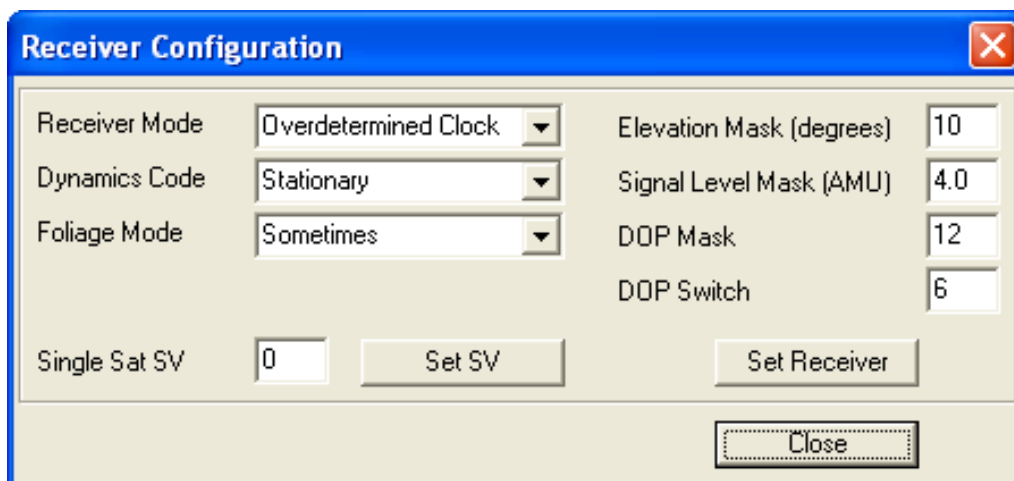 Receiver Configuration
Receiver Mode Overdetermined Clock Elevation Mask (degrees) 10
Dynamics Code Stationary Signal Level Mask (AMU) 4.0
Foliage Mode Sometimes DOP Mask 12
DOP Switch 6
Single Sat SV 0 Set SV Set Receiver
Close